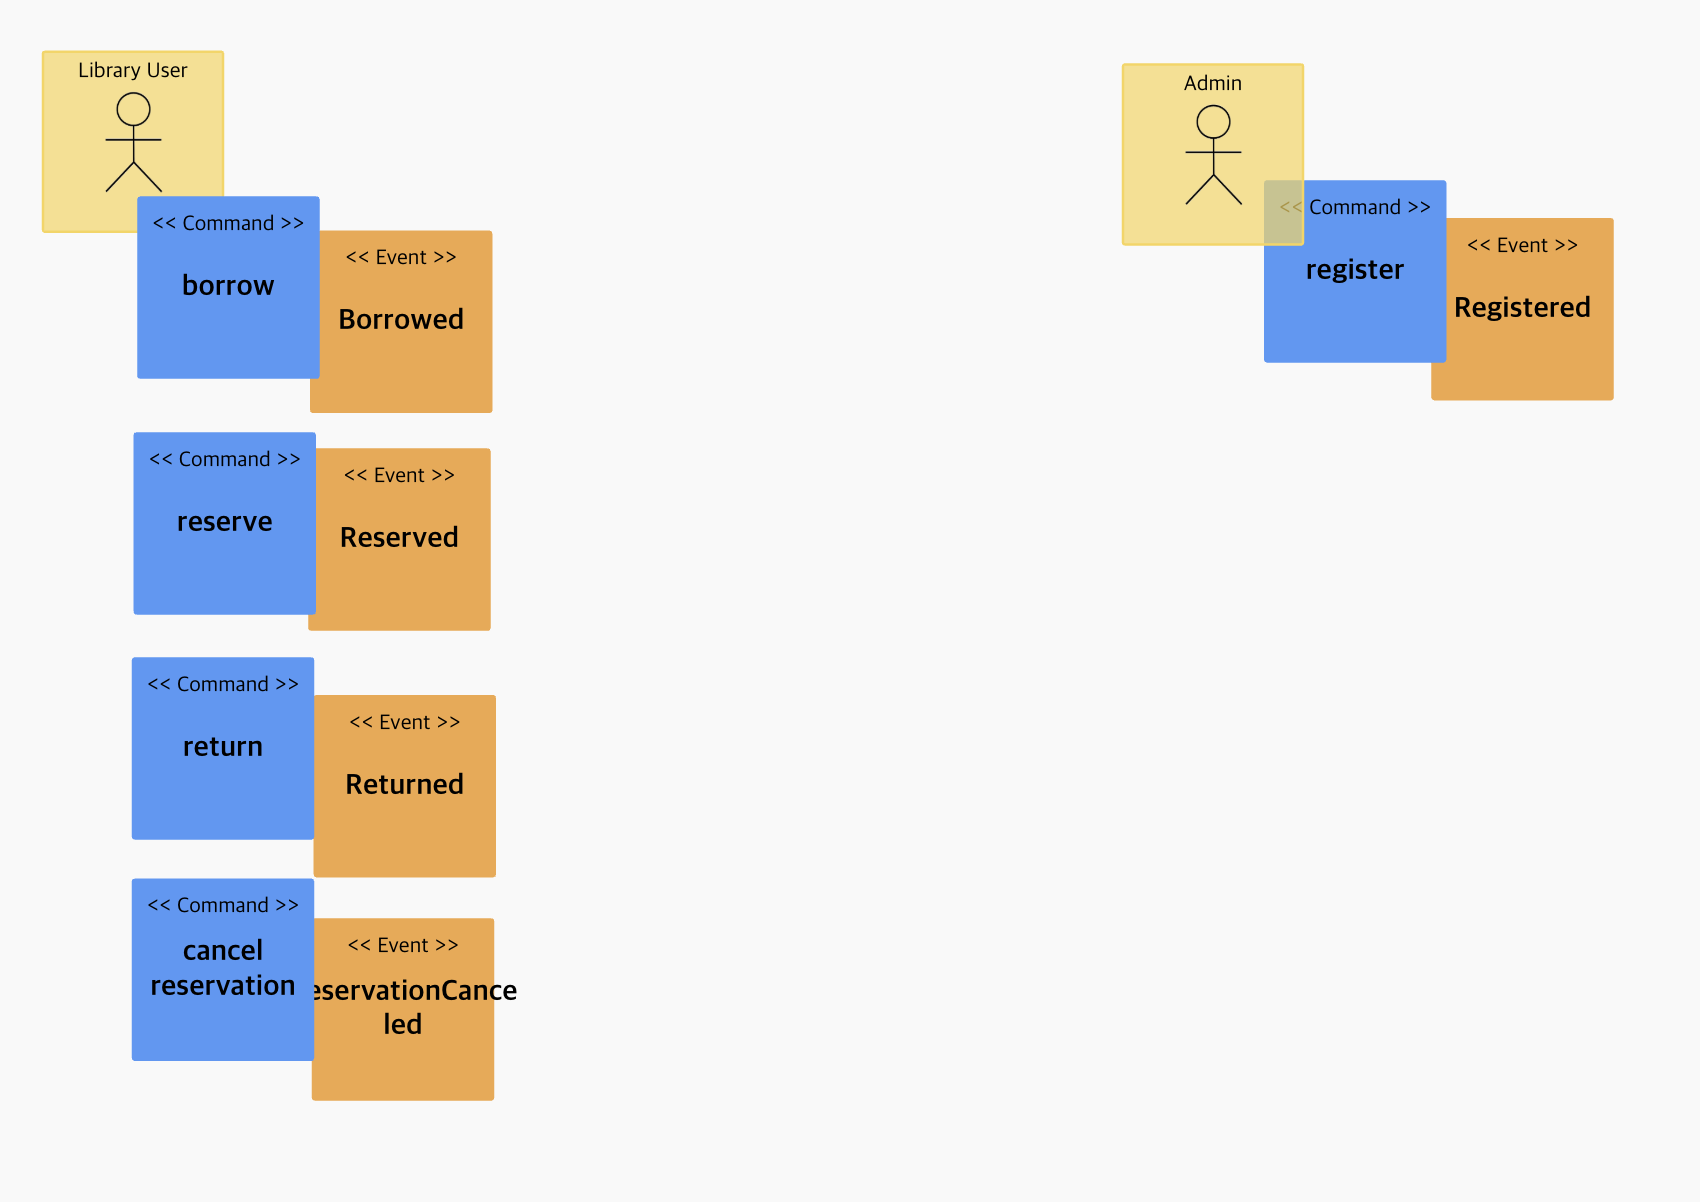 Library User
<< Command >>
borrow
<< Event >>
Borrowed
<< Command >>
reserve
<< Event >>
Reserved
<< Command >>
return
<< Event >>
Returned
<< Command >>
cancel
reservation
<< Event >>
eservationCance
led
Admin
<< Command >>
register
<< Event >>
Registered